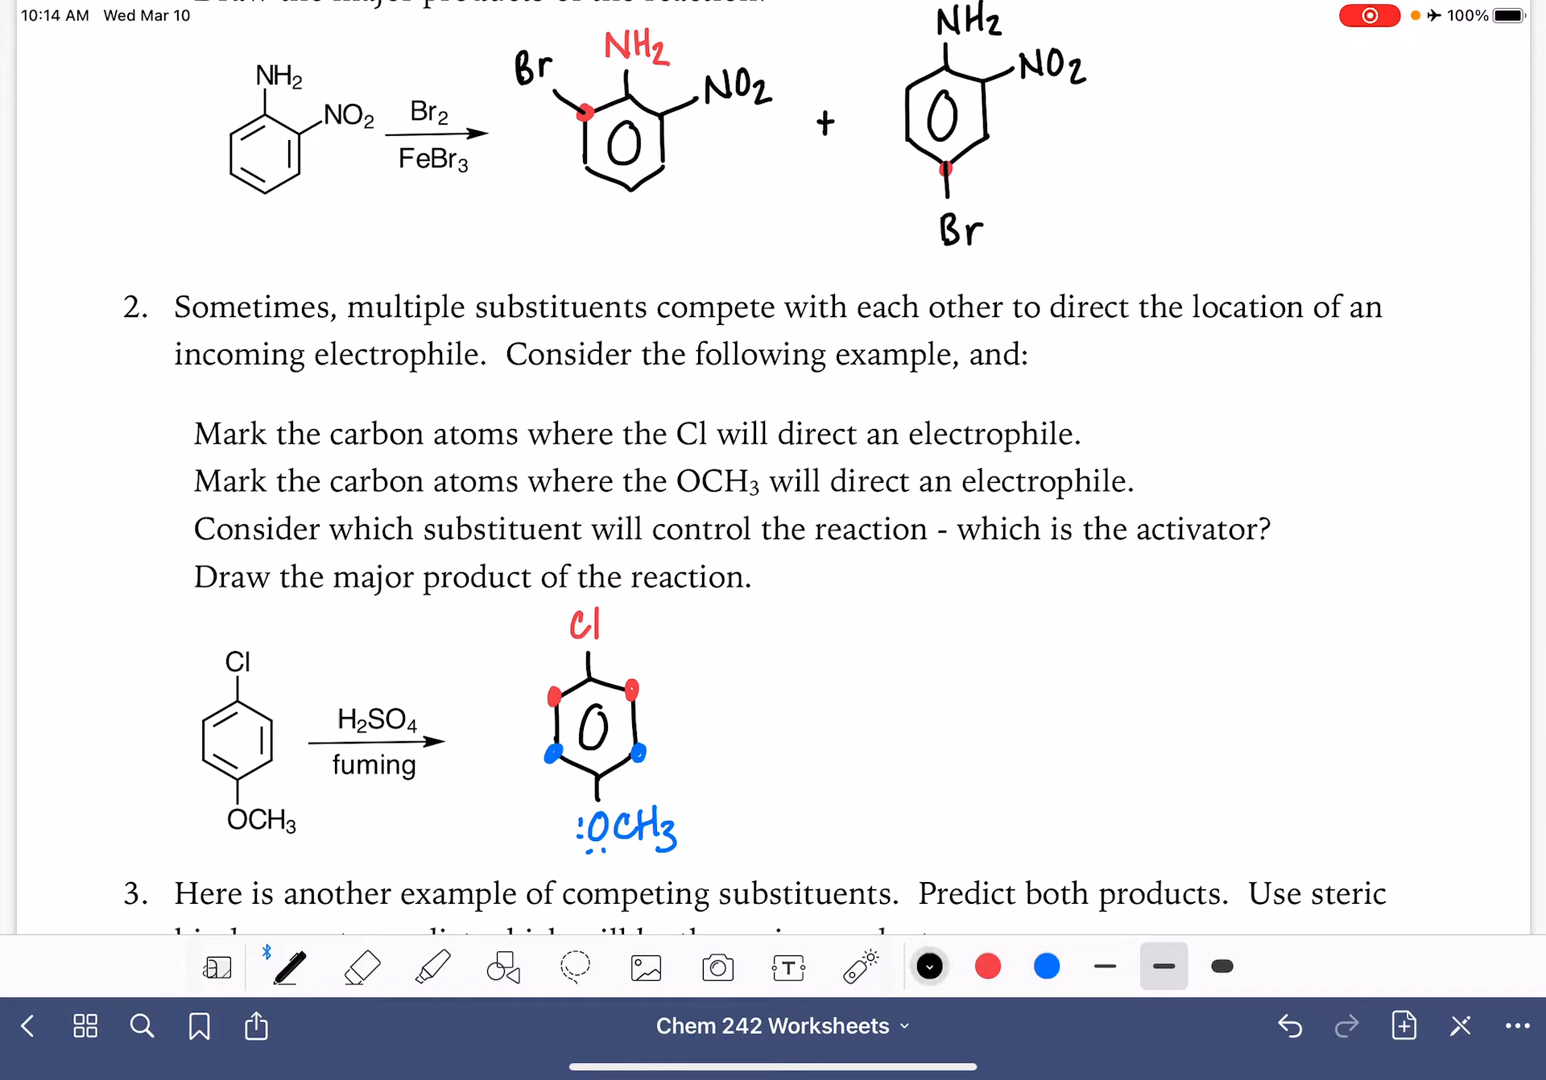 10:14 AM Wed Mar 10
100%
NH2
Br NH2 NO2
NH₂
NO₂ Br₂
FeBr₃
+
NO2
Br
2. Sometimes, multiple substituents compete with each other to direct the location of an
incoming electrophile. Consider the following example, and:
Mark the carbon atoms where the Cl will direct an electrophile.
Mark the carbon atoms where the OCH₃ will direct an electrophile.
Consider which substituent will control the reaction - which is the activator?
Draw the major product of the reaction.
Cl
Cl
H₂SO₄
fuming
OCH₃
:OCH3
3. Here is another example of competing substituents. Predict both products. Use steric
T
Chem 242 Worksheets